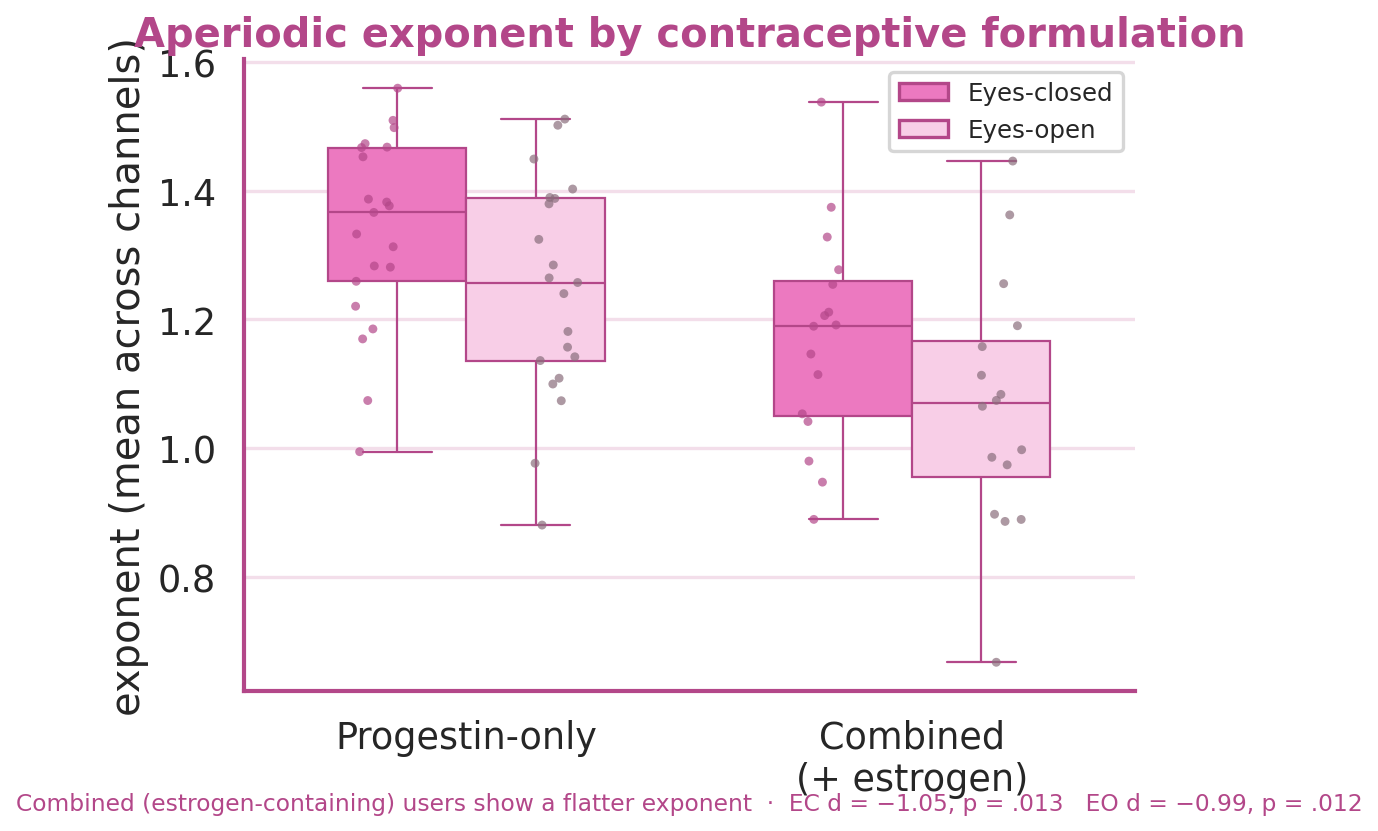 Aperiodic exponent by contraceptive formulation
exponent (mean across channels)
1.6
1.4
1.2
1.0
0.8
Eyes-closed
Eyes-open
Progestin-only
Combined
(+ estrogen)
Combined (estrogen-containing) users show a flatter exponent · EC d = −1.05, p = .013 EO d = −0.99, p = .012